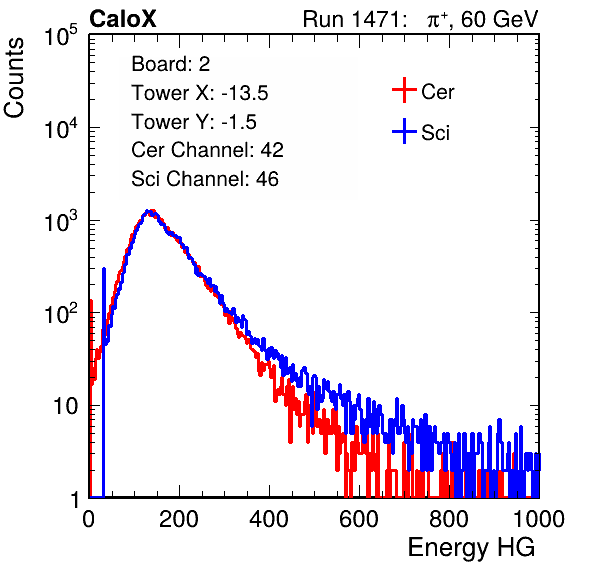 CaloX Run 1471: π⁺, 60 GeV
Counts
10⁵
10⁴
10³
10²
10
1
Board: 2
Tower X: -13.5
Tower Y: -1.5
Cer Channel: 42
Sci Channel: 46
Cer
Sci
0 200 400 600 800 1000
Energy HG